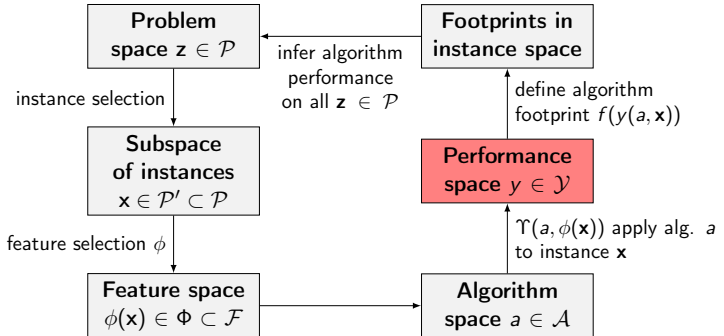 Problem
space z ∈ 𝒫
instance selection
Subspace
of instances
x ∈ 𝒫′ ⊂ 𝒫
feature selection ϕ
Feature space
ϕ(x) ∈ Φ ⊂ ℱ
Algorithm
space a ∈ 𝒜
ϒ(a, ϕ(x)) apply alg. a
to instance x
Performance
space y ∈ 𝒴
define algorithm
footprint f(y(a, x))
Footprints in
instance space
infer algorithm
performance
on all z ∈ 𝒫